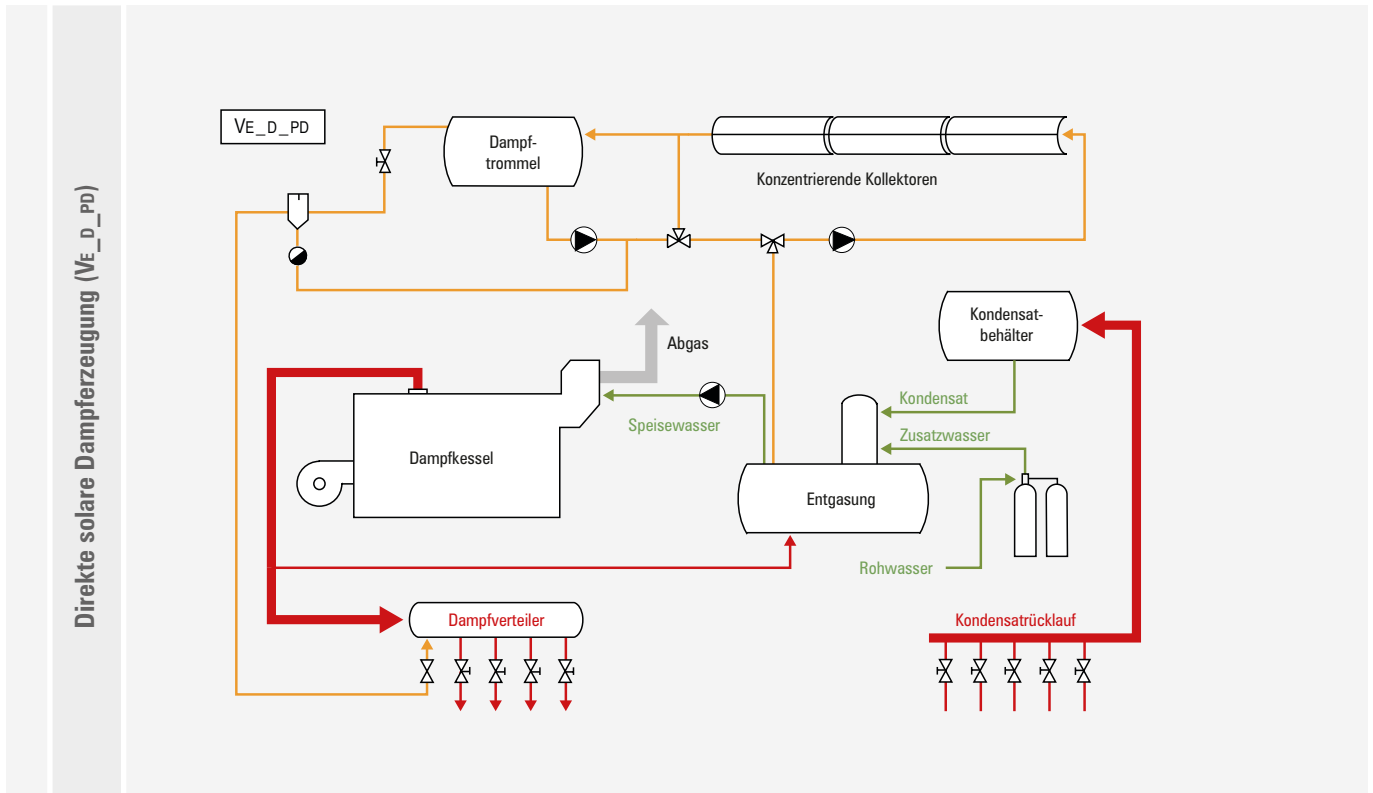 Direkte solare Dampferzeugung (VE_D_PD)
VE_D_PD
Dampf-
trommel
Konzentrierende Kollektoren
Kondensat-
behälter
Abgas
Kondensat
Speisewasser
Zusatzwasser
Dampfkessel
Entgasung
Rohwasser
Dampfverteiler
Kondensatrücklauf